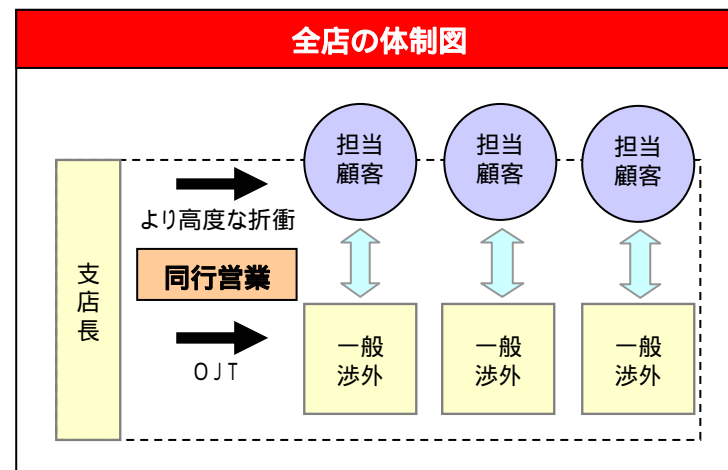 全店の体制図
担当
顧客
担当
顧客
担当
顧客
より高度な折衝
同行営業
支店長
OJT
一般
渉外
一般
渉外
一般
渉外